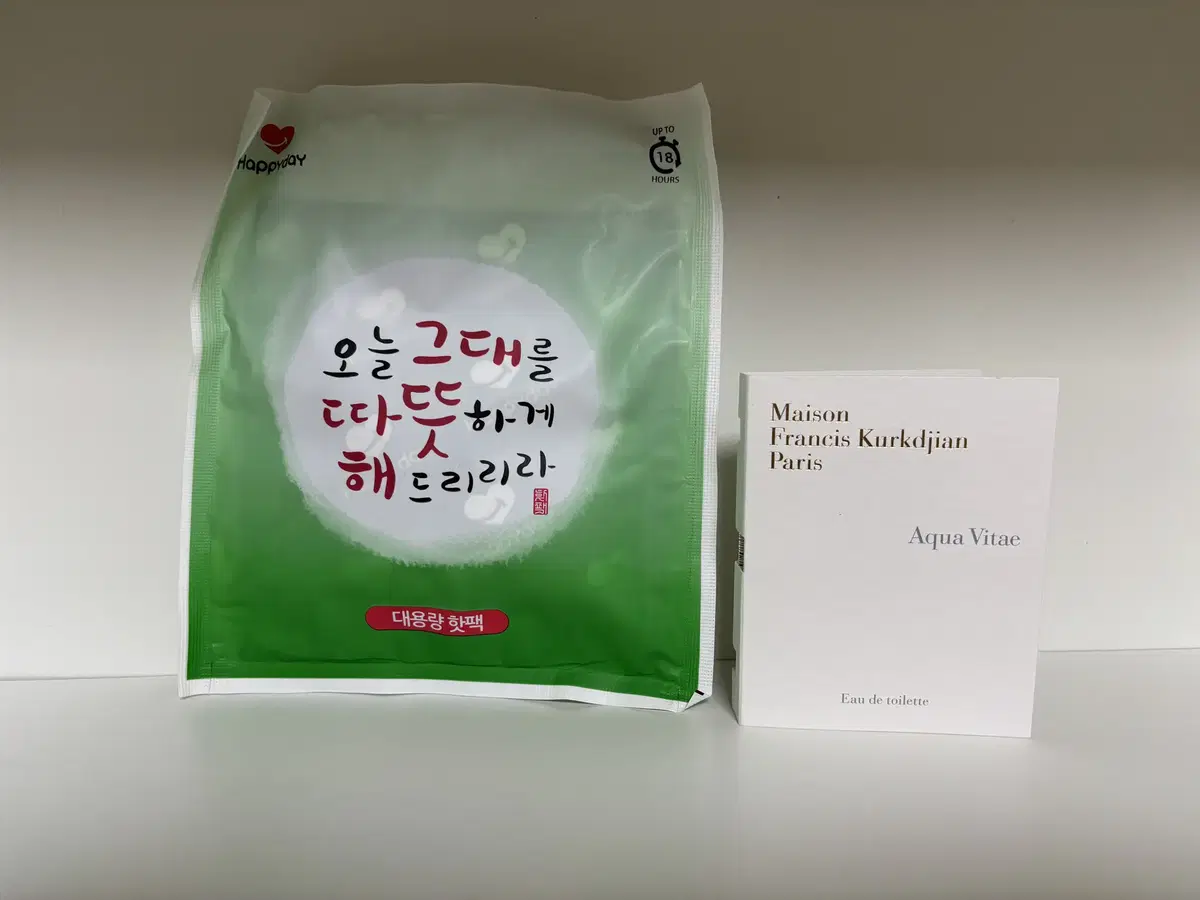 Happyday
UP TO
18
HOURS
오늘 그대를
따뜻하게
해드리리라
대용량 핫팩
Maison
Francis Kurkdjian
Paris
Aqua Vitae
Eau de toilette